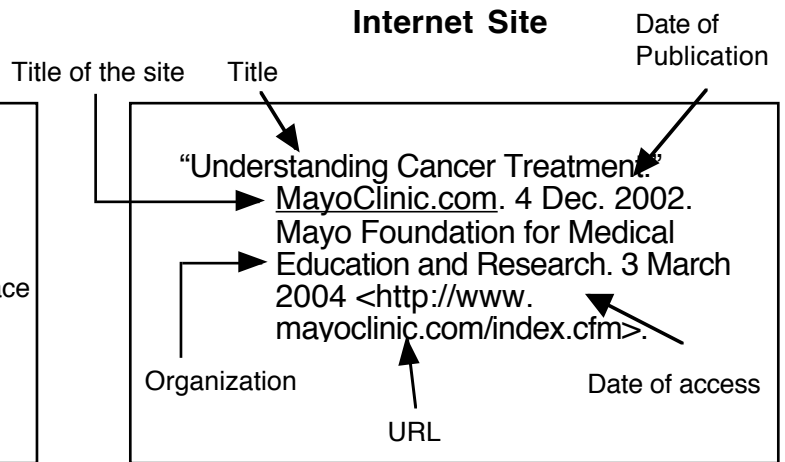 Internet Site
Date of
Publication
Title of the site
Title
“Understanding Cancer Treatment.”
MayoClinic.com. 4 Dec. 2002.
Mayo Foundation for Medical
Education and Research. 3 March
2004 <http://www.
mayoclinic.com/index.cfm>.
Organization
Date of access
URL